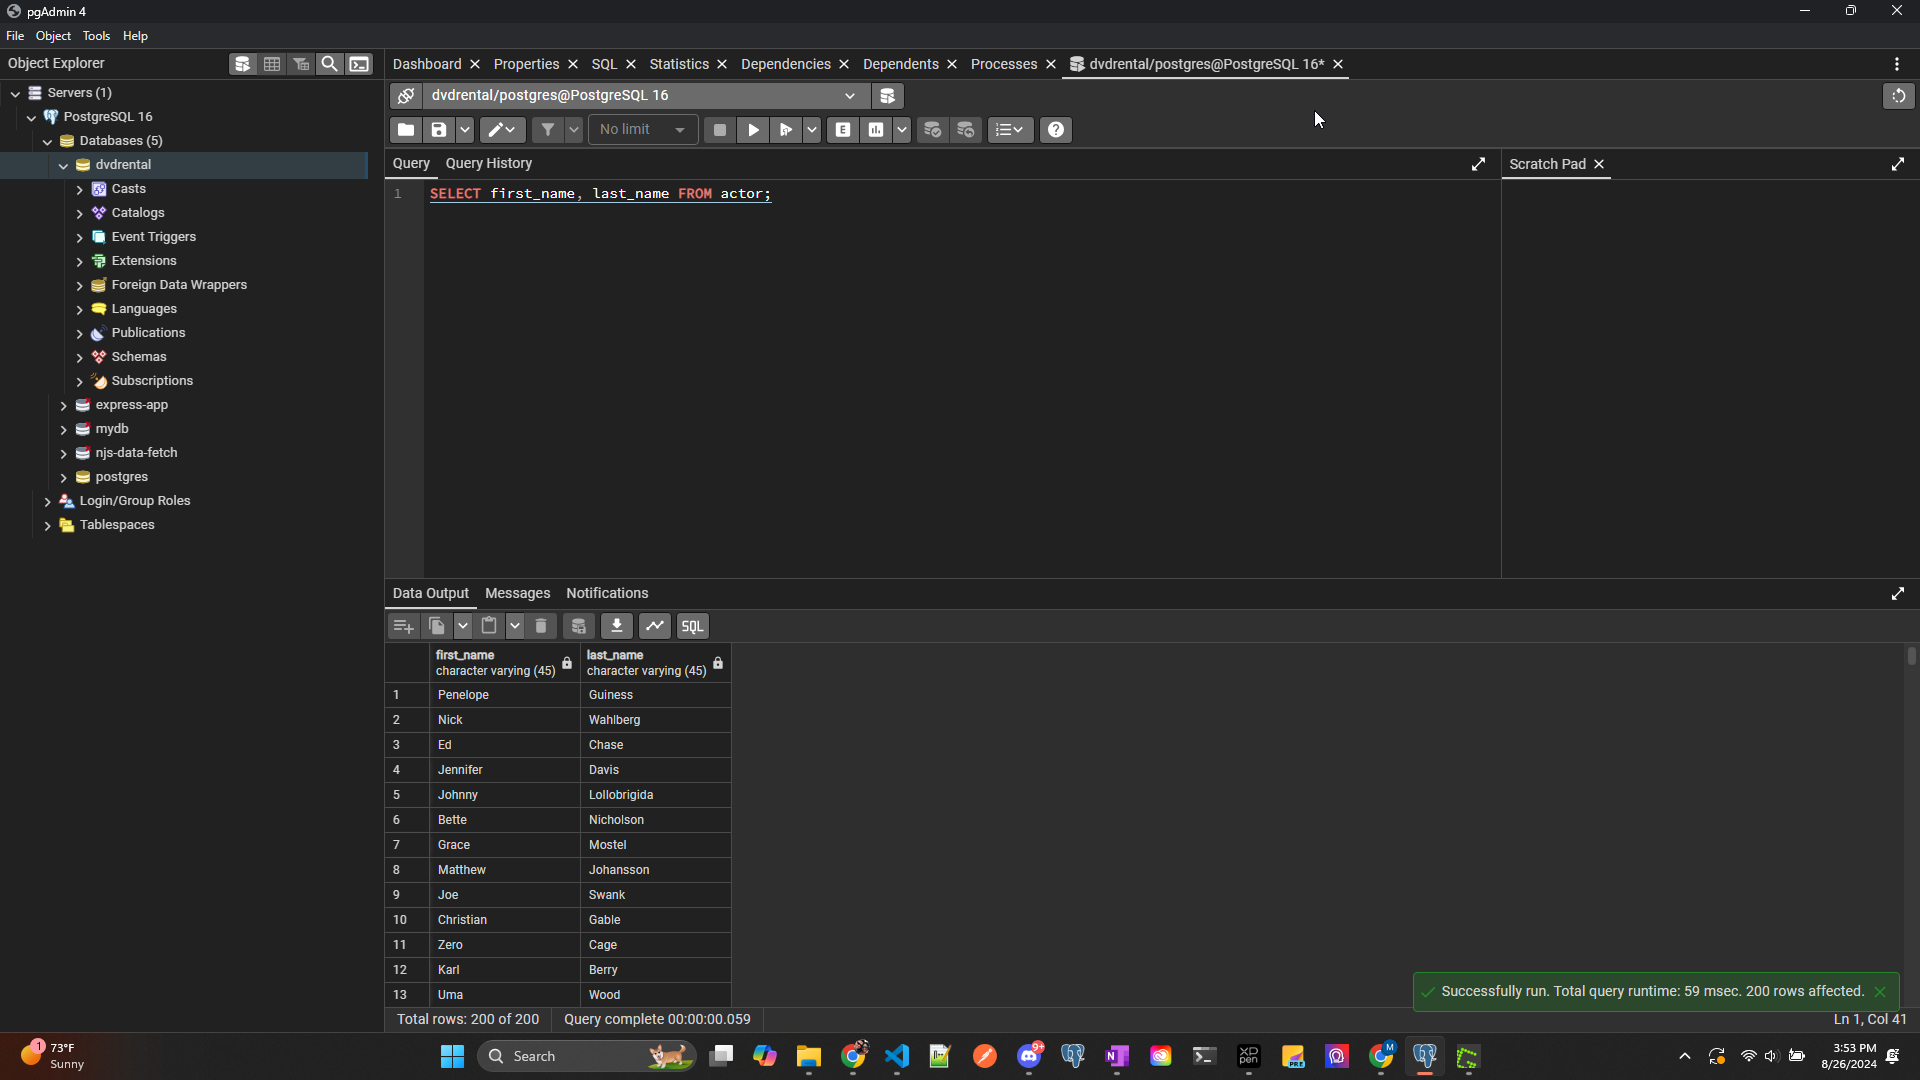 pgAdmin 4
File Object Tools Help
Object Explorer
Dashboard Properties SQL Statistics Dependencies Dependents Processes dvdrental/postgres@PostgreSQL 16*
Servers (1)
PostgreSQL 16
Databases (5)
dvdrental
Casts
Catalogs
Event Triggers
Extensions
Foreign Data Wrappers
Languages
Publications
Schemas
Subscriptions
express-app
mydb
njs-data-fetch
postgres
Login/Group Roles
Tablespaces
dvdrental/postgres@PostgreSQL 16
No limit
E
Query Query History
Scratch Pad
1 SELECT first_name, last_name FROM actor;
Data Output Messages Notifications
SQL
first_name last_name
character varying (45) character varying (45)
1 Penelope Guiness
2 Nick Wahlberg
3 Ed Chase
4 Jennifer Davis
5 Johnny Lollobrigida
6 Bette Nicholson
7 Grace Mostel
8 Matthew Johansson
9 Joe Swank
10 Christian Gable
11 Zero Cage
12 Karl Berry
13 Uma Wood
Successfully run. Total query runtime: 59 msec. 200 rows affected.
Total rows: 200 of 200 Query complete 00:00:00.059
Ln 1, Col 41
1
73°F
Sunny
Search
9+
XP
pen
PRE
M
3:53 PM
8/26/2024